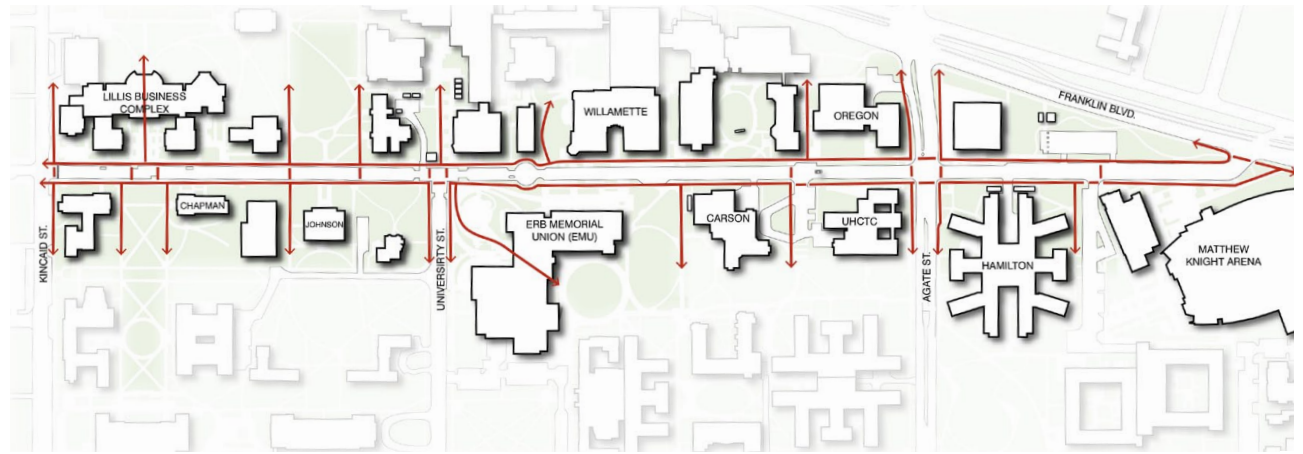 LILLIS BUSINESS
COMPLEX
WILLAMETTE
OREGON
FRANKLIN BLVD.
CHAPMAN
JOHNSON
ERB MEMORIAL
UNION (EMU)
CARSON
UHCTC
HAMILTON
MATTHEW
KNIGHT ARENA
KINCAID ST.
UNIVERSIRTY ST.
AGATE ST.